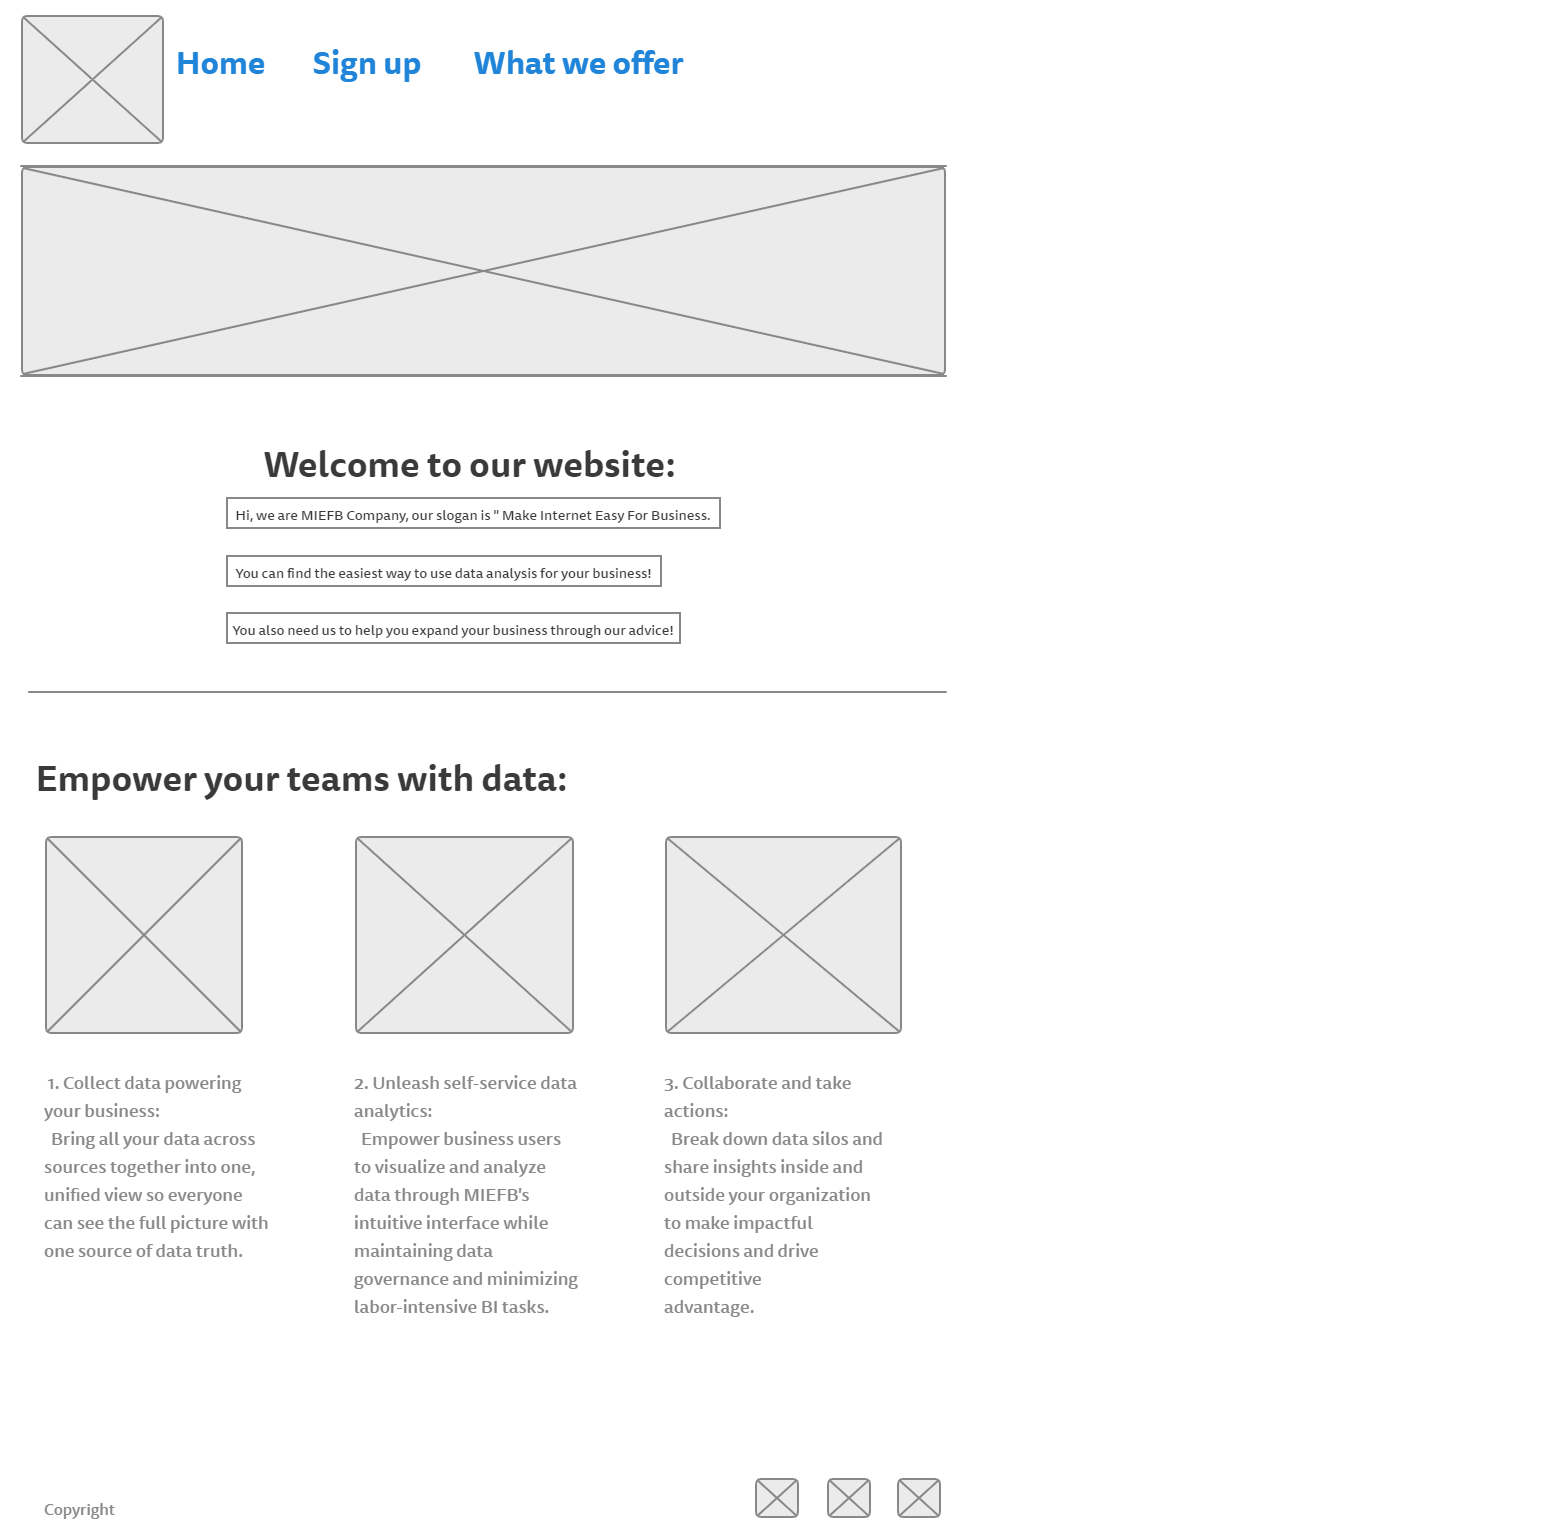 Home Sign up What we offer
Welcome to our website:
Hi, we are MIEFB Company, our slogan is " Make Internet Easy For Business.
You can find the easiest way to use data analysis for your business!
You also need us to help you expand your business through our advice!
Empower your teams with data:
1. Collect data powering
your business:
Bring all your data across
sources together into one,
unified view so everyone
can see the full picture with
one source of data truth.
2. Unleash self-service data
analytics:
Empower business users
to visualize and analyze
data through MIEFB's
intuitive interface while
maintaining data
governance and minimizing
labor-intensive BI tasks.
3. Collaborate and take
actions:
Break down data silos and
share insights inside and
outside your organization
to make impactful
decisions and drive
competitive
advantage.
Copyright